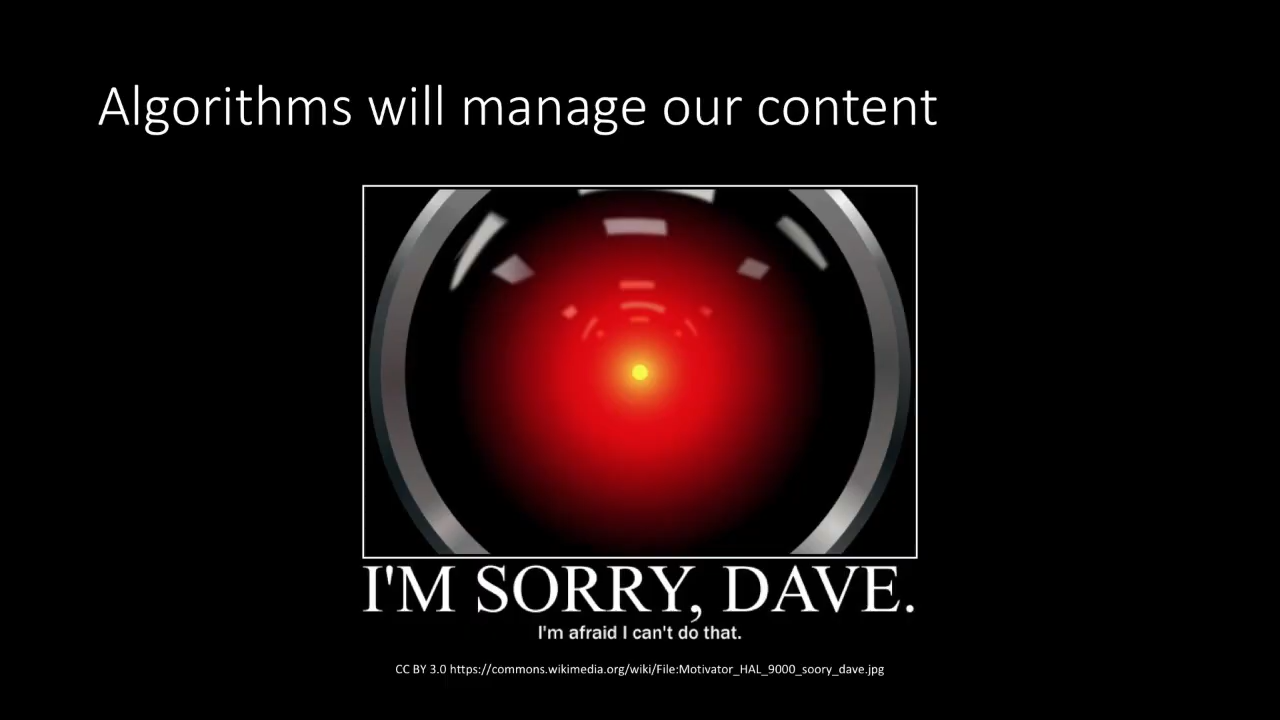 Algorithms will manage our content
I'M SORRY, DAVE.
I'm afraid I can't do that.
CC BY 3.0 https://commons.wikimedia.org/wiki/File:Motivator_HAL_9000_soory_dave.jpg